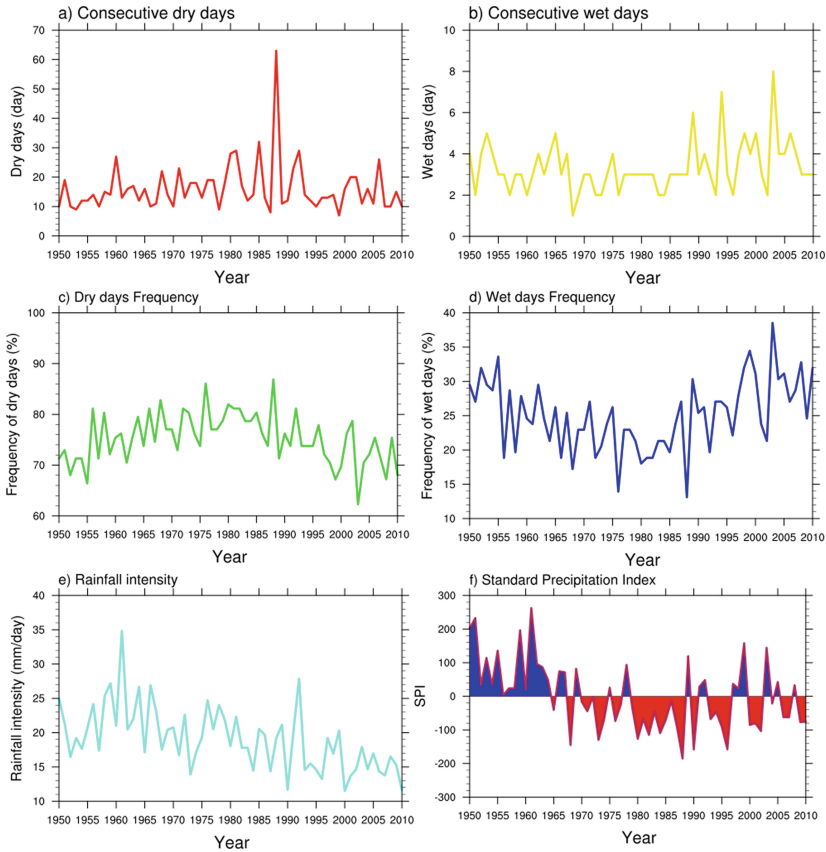 a) Consecutive dry days
70
60
50
40
30
20
10
0
Dry days (day)
1950 1955 1960 1965 1970 1975 1980 1985 1990 1995 2000 2005 2010
Year
b) Consecutive wet days
10
8
6
4
2
0
Wet days (day)
1950 1955 1960 1965 1970 1975 1980 1985 1990 1995 2000 2005 2010
Year
c) Dry days Frequency
100
90
80
70
60
Frequency of dry days (%)
1950 1955 1960 1965 1970 1975 1980 1985 1990 1995 2000 2005 2010
Year
d) Wet days Frequency
40
35
30
25
20
15
10
Frequency of wet days (%)
1950 1955 1960 1965 1970 1975 1980 1985 1990 1995 2000 2005 2010
Year
e) Rainfall intensity
40
35
30
25
20
15
10
Rainfall intensity (mm/day)
1950 1955 1960 1965 1970 1975 1980 1985 1990 1995 2000 2005 2010
Year
f) Standard Precipitation Index
300
200
100
0
-100
-200
-300
SPI
1950 1955 1960 1965 1970 1975 1980 1985 1990 1995 2000 2005 2010
Year